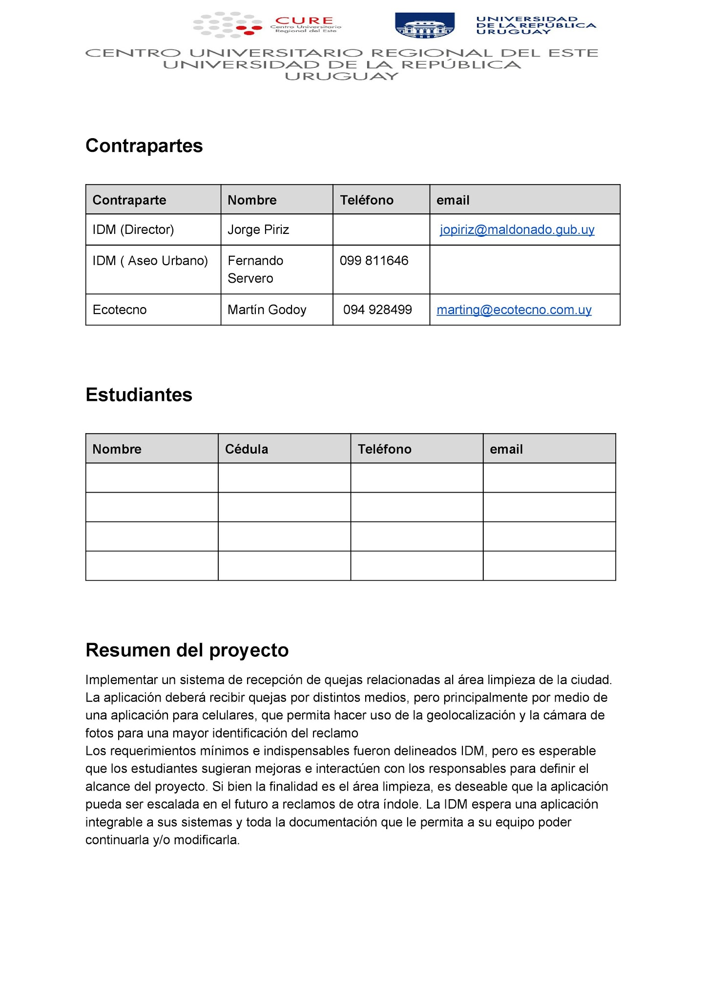 CURE
Centro Universitario
Regional del Este
UNIVERSIDAD
DE LA REPÚBLICA
URUGUAY
CENTRO UNIVERSITARIO REGIONAL DEL ESTE
UNIVERSIDAD DE LA REPÚBLICA
URUGUAY
Contrapartes
Contraparte Nombre Teléfono email
IDM (Director) Jorge Piriz jopiriz@maldonado.gub.uy
IDM ( Aseo Urbano) Fernando Servero 099 811646
Ecotecno Martín Godoy 094 928499 marting@ecotecno.com.uy
Estudiantes
Nombre Cédula Teléfono email
Resumen del proyecto
Implementar un sistema de recepción de quejas relacionadas al área limpieza de la ciudad.
La aplicación deberá recibir quejas por distintos medios, pero principalmente por medio de
una aplicación para celulares, que permita hacer uso de la geolocalización y la cámara de
fotos para una mayor identificación del reclamo
Los requerimientos mínimos e indispensables fueron delineados IDM, pero es esperable
que los estudiantes sugieran mejoras e interactúen con los responsables para definir el
alcance del proyecto. Si bien la finalidad es el área limpieza, es deseable que la aplicación
pueda ser escalada en el futuro a reclamos de otra índole. La IDM espera una aplicación
integrable a sus sistemas y toda la documentación que le permita a su equipo poder
continuarla y/o modificarla.